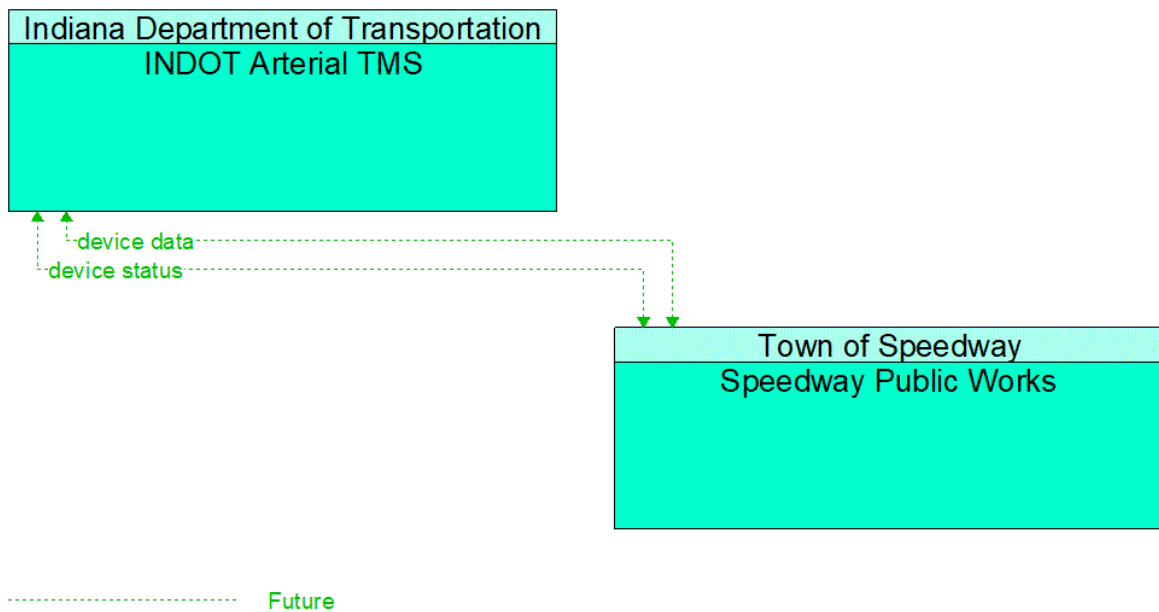 Indiana Department of Transportation
INDOT Arterial TMS
device data
device status
Town of Speedway
Speedway Public Works
Future